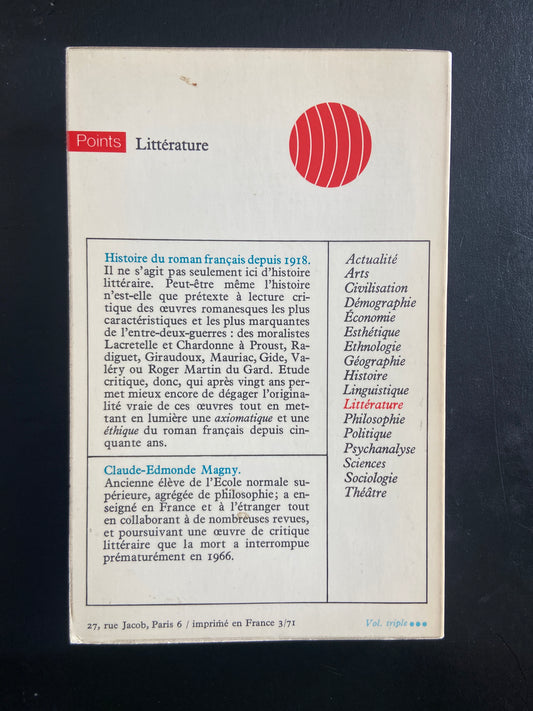 Points Littérature
Histoire du roman français depuis 1918.
Il ne s'agit pas seulement ici d'histoire
littéraire. Peut-être même l'histoire
n'est-elle que prétexte à lecture cri-
tique des œuvres romanesques les plus
caractéristiques et les plus marquantes
de l'entre-deux-guerres : des moralistes
Lacretelle et Chardonne à Proust, Ra-
diguet, Giraudoux, Mauriac, Gide, Va-
léry ou Roger Martin du Gard. Etude
critique, donc, qui après vingt ans per-
met mieux encore de dégager l'origina-
lité vraie de ces œuvres tout en met-
tant en lumière une axiomatique et une
éthique du roman français depuis cin-
quante ans.
Claude-Edmonde Magny.
Ancienne élève de l'Ecole normale su-
périeure, agrégée de philosophie; a en-
seigné en France et à l'étranger tout
en collaborant à de nombreuses revues,
et poursuivant une œuvre de critique
littéraire que la mort a interrompue
prématurément en 1966.
Actualité
Arts
Civilisation
Démographie
Économie
Esthétique
Ethnologie
Géographie
Histoire
Linguistique
Littérature
Philosophie
Politique
Psychanalyse
Sciences
Sociologie
Théâtre
27, rue Jacob, Paris 6 / imprimé en France 3/71
Vol. triple •••